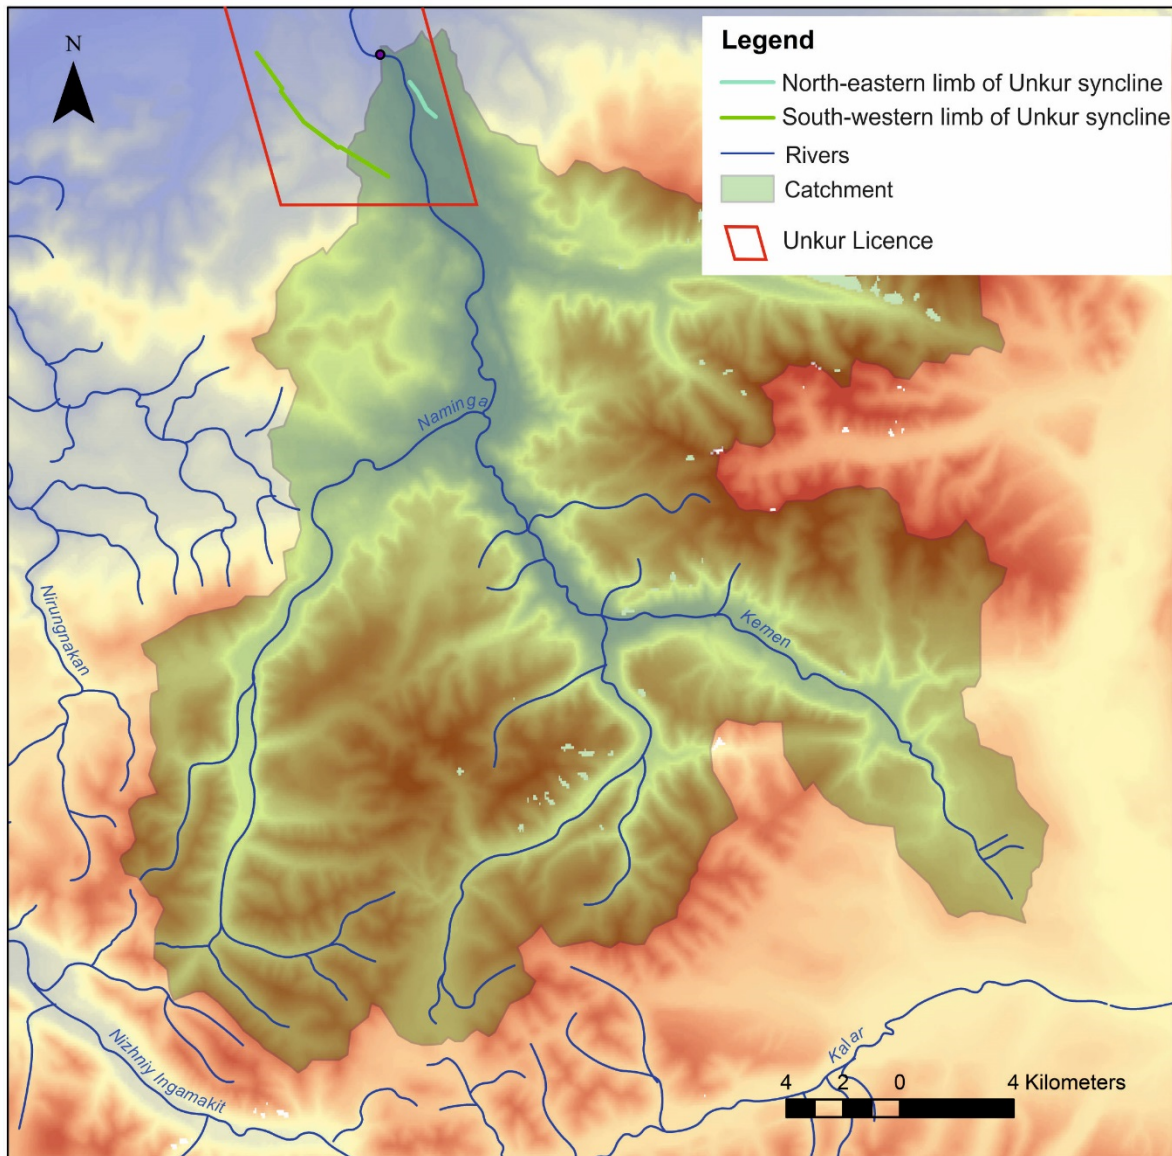 N
Legend
North-eastern limb of Unkur syncline
South-western limb of Unkur syncline
Rivers
Catchment
Unkur Licence
Naminga
Nirungnakan
Kemen
Nizhniy Ingamakit
Kalar
4 2 0 4 Kilometers